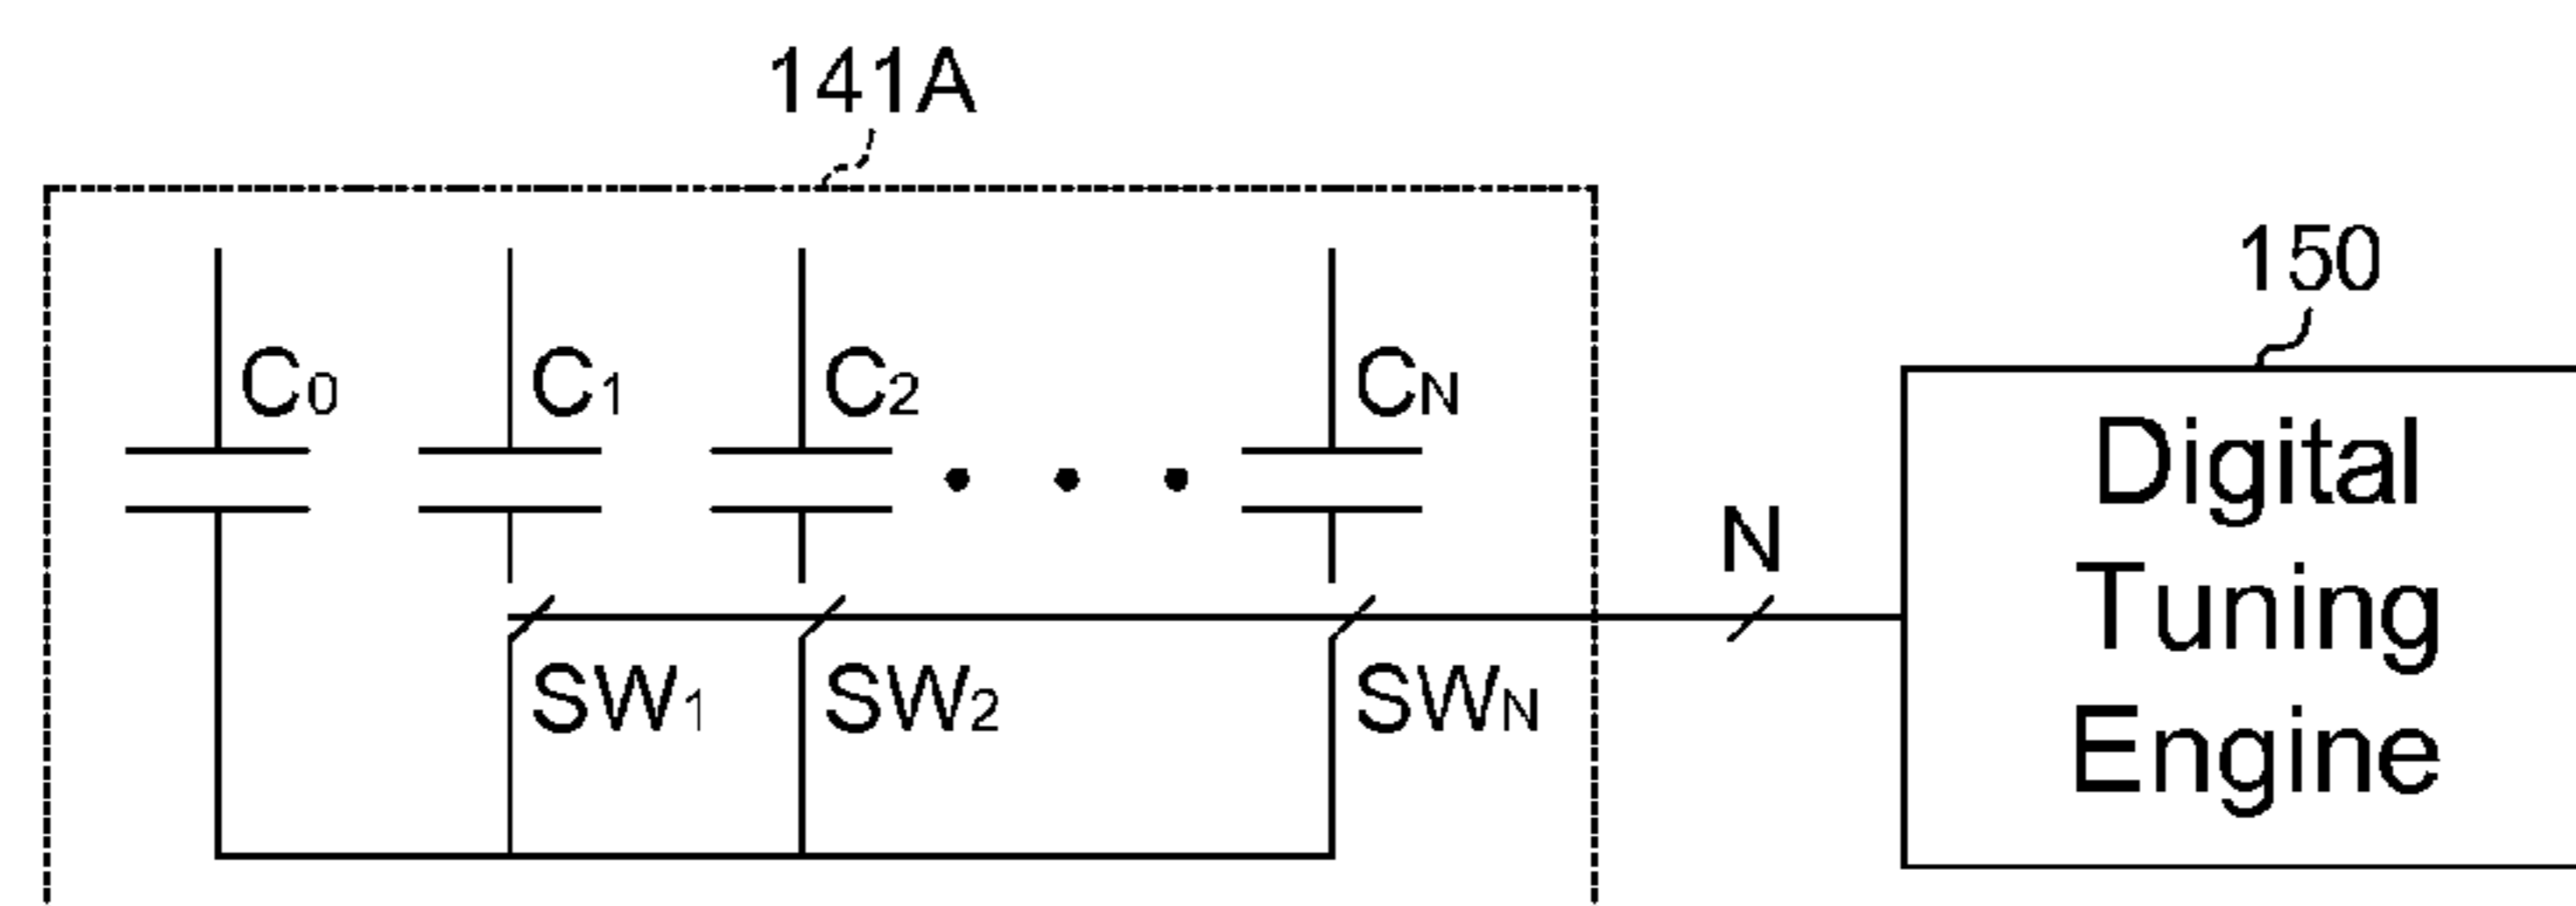 141A
150
C0 C1 C2 CN
Digital
N
Tuning
SW1 SW2 SWN
Engine